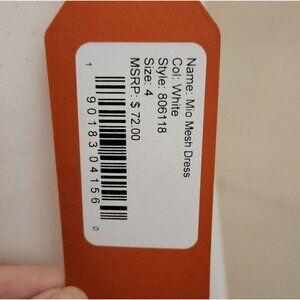 Name: Mio Mesh Dress
Col: White
Style: 806118
Size: 4
MSRP: $ 72.00
1 90183 04156 0